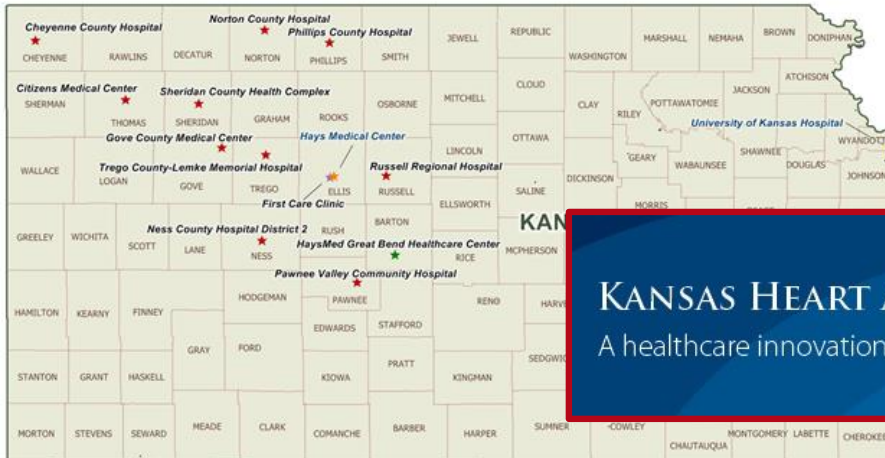 Cheyenne County Hospital
Norton County Hospital
Phillips County Hospital
CHEYENNE
RAWLINS
DECATUR
NORTON
PHILLIPS
SMITH
JEWELL
REPUBLIC
WASHINGTON
MARSHALL
NEMAHA
BROWN
DONIPHAN
Citizens Medical Center
Sheridan County Health Complex
SHERMAN
THOMAS
SHERIDAN
GRAHAM
ROOKS
OSBORNE
MITCHELL
CLOUD
CLAY
RILEY
POTTAWATOMIE
JACKSON
ATCHISON
Gove County Medical Center
Hays Medical Center
University of Kansas Hospital
WALLACE
LOGAN
GOVE
Trego County-Lemke Memorial Hospital
TREGO
ELLIS
Russell Regional Hospital
RUSSELL
LINCOLN
OTTAWA
SALINE
DICKINSON
GEARY
WABAUNSEE
SHAWNEE
DOUGLAS
JOHNSON
First Care Clinic
ELLSWORTH
MORRIS
GREELEY
WICHITA
SCOTT
LANE
Ness County Hospital District 2
NESS
RUSH
BARTON
HaysMed Great Bend Healthcare Center
RICE
MCPHERSON
KAN
Pawnee Valley Community Hospital
PAWNEE
HAMILTON
KEARNY
FINNEY
HODGEMAN
EDWARDS
STAFFORD
RENO
HARVE
KANSAS HEART
A healthcare innovation
GRAY
FORD
KIOWA
PRATT
KINGMAN
SEDGWIC
STANTON
GRANT
HASKELL
MORTON
STEVENS
SEWARD
MEADE
CLARK
COMANCHE
BARBER
HARPER
SUMNER
COWLEY
CHAUTAUQUA
MONTGOMERY
LABETTE
CHEROKEE